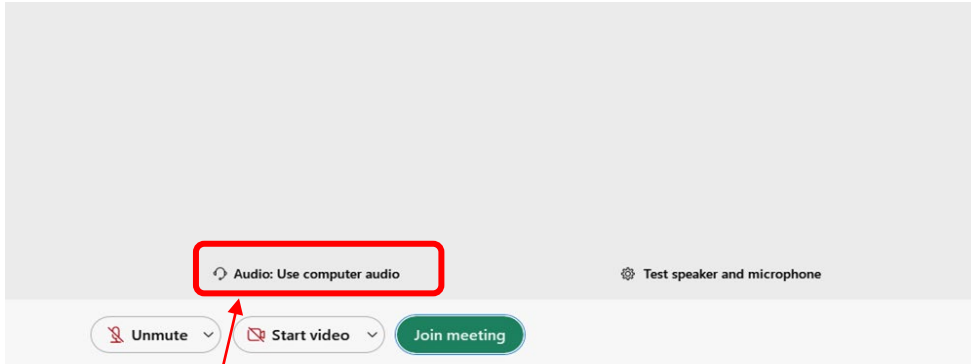 Audio: Use computer audio
Test speaker and microphone
Unmute
Start video
Join meeting